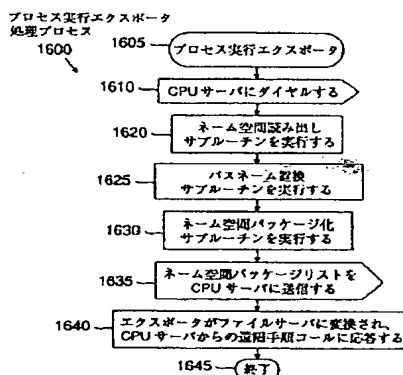 プロセス実行エクスポータ
処理プロセス
1600
1605
プロセス実行エクスポータ
1610
CPUサーバにダイヤルする
1620
ネーム空間読み出し
サブルーチンを実行する
1625
パスネーム置換
サブルーチンを実行する
1630
ネーム空間パッケージ化
サブルーチンを実行する
1635
ネーム空間パッケージリストを
CPUサーバに送信する
1640
エクスポータがファイルサーバに変換され、
CPUサーバからの遠隔手順コールに応答する
1645
終了